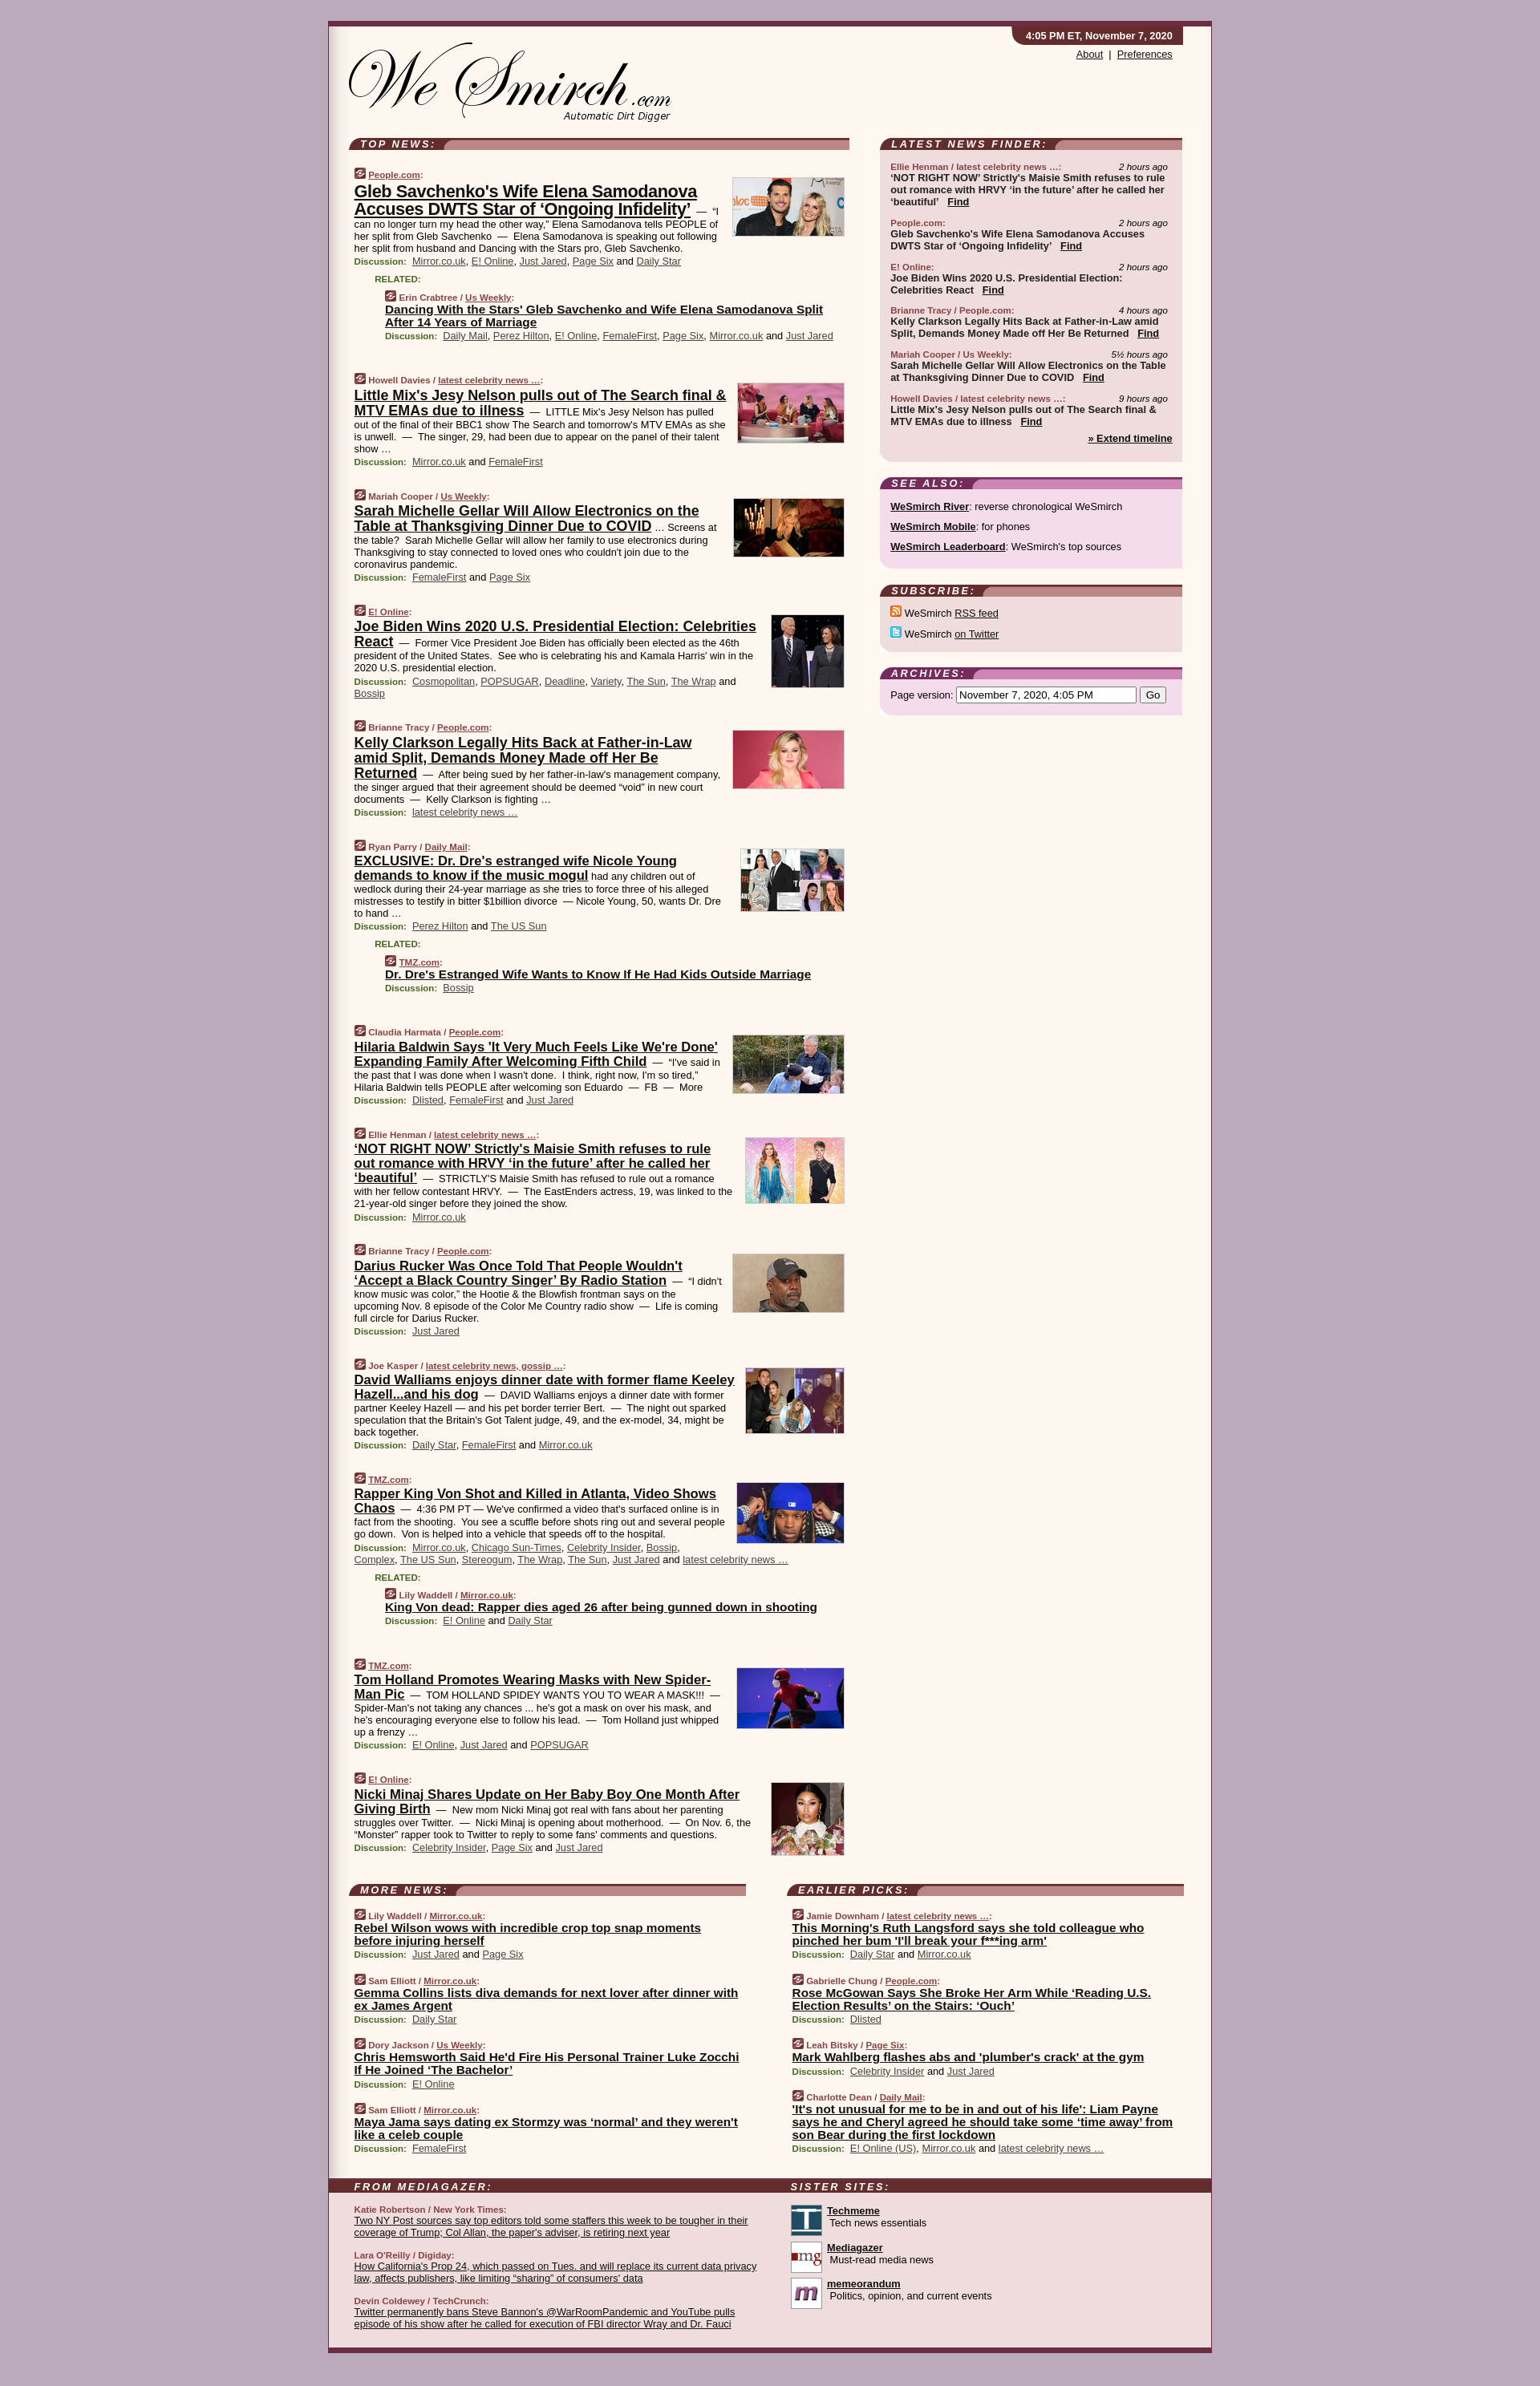 4:05 PM ET, November 7, 2020
About | Preferences
We Smirch.com
Automatic Dirt Digger
TOP NEWS:
People.com:
Gleb Savchenko's Wife Elena Samodanova
Accuses DWTS Star of ‘Ongoing Infidelity’ — “I
can no longer turn my head the other way,” Elena Samodanova tells PEOPLE of
her split from Gleb Savchenko — Elena Samodanova is speaking out following
her split from husband and Dancing with the Stars pro, Gleb Savchenko.
Discussion: Mirror.co.uk, E! Online, Just Jared, Page Six and Daily Star
RELATED:
Erin Crabtree / Us Weekly:
Dancing With the Stars' Gleb Savchenko and Wife Elena Samodanova Split
After 14 Years of Marriage
Discussion: Daily Mail, Perez Hilton, E! Online, FemaleFirst, Page Six, Mirror.co.uk and Just Jared
Howell Davies / latest celebrity news …:
Little Mix's Jesy Nelson pulls out of The Search final &
MTV EMAs due to illness — LITTLE Mix's Jesy Nelson has pulled
out of the final of their BBC1 show The Search and tomorrow's MTV EMAs as she
is unwell. — The singer, 29, had been due to appear on the panel of their talent
show …
Discussion: Mirror.co.uk and FemaleFirst
Mariah Cooper / Us Weekly:
Sarah Michelle Gellar Will Allow Electronics on the
Table at Thanksgiving Dinner Due to COVID … Screens at
the table? Sarah Michelle Gellar will allow her family to use electronics during
Thanksgiving to stay connected to loved ones who couldn't join due to the
coronavirus pandemic.
Discussion: FemaleFirst and Page Six
E! Online:
Joe Biden Wins 2020 U.S. Presidential Election: Celebrities
React — Former Vice President Joe Biden has officially been elected as the 46th
president of the United States. See who is celebrating his and Kamala Harris' win in the
2020 U.S. presidential election.
Discussion: Cosmopolitan, POPSUGAR, Deadline, Variety, The Sun, The Wrap and
Bossip
Brianne Tracy / People.com:
Kelly Clarkson Legally Hits Back at Father-in-Law
amid Split, Demands Money Made off Her Be
Returned — After being sued by her father-in-law's management company,
the singer argued that their agreement should be deemed “void” in new court
documents — Kelly Clarkson is fighting …
Discussion: latest celebrity news …
Ryan Parry / Daily Mail:
EXCLUSIVE: Dr. Dre's estranged wife Nicole Young
demands to know if the music mogul had any children out of
wedlock during their 24-year marriage as she tries to force three of his alleged
mistresses to testify in bitter $1billion divorce — Nicole Young, 50, wants Dr. Dre
to hand …
Discussion: Perez Hilton and The US Sun
RELATED:
TMZ.com:
Dr. Dre's Estranged Wife Wants to Know If He Had Kids Outside Marriage
Discussion: Bossip
Claudia Harmata / People.com:
Hilaria Baldwin Says 'It Very Much Feels Like We're Done'
Expanding Family After Welcoming Fifth Child — “I've said in
the past that I was done when I wasn't done. I think, right now, I'm so tired,”
Hilaria Baldwin tells PEOPLE after welcoming son Eduardo — FB — More
Discussion: Dlisted, FemaleFirst and Just Jared
Ellie Henman / latest celebrity news …:
‘NOT RIGHT NOW’ Strictly's Maisie Smith refuses to rule
out romance with HRVY ‘in the future’ after he called her
‘beautiful’ — STRICTLY'S Maisie Smith has refused to rule out a romance
with her fellow contestant HRVY. — The EastEnders actress, 19, was linked to the
21-year-old singer before they joined the show.
Discussion: Mirror.co.uk
Brianne Tracy / People.com:
Darius Rucker Was Once Told That People Wouldn't
‘Accept a Black Country Singer’ By Radio Station — “I didn't
know music was color,” the Hootie & the Blowfish frontman says on the
upcoming Nov. 8 episode of the Color Me Country radio show — Life is coming
full circle for Darius Rucker.
Discussion: Just Jared
Joe Kasper / latest celebrity news, gossip …:
David Walliams enjoys dinner date with former flame Keeley
Hazell...and his dog — DAVID Walliams enjoys a dinner date with former
partner Keeley Hazell — and his pet border terrier Bert. — The night out sparked
speculation that the Britain's Got Talent judge, 49, and the ex-model, 34, might be
back together.
Discussion: Daily Star, FemaleFirst and Mirror.co.uk
TMZ.com:
Rapper King Von Shot and Killed in Atlanta, Video Shows
Chaos — 4:36 PM PT — We've confirmed a video that's surfaced online is in
fact from the shooting. You see a scuffle before shots ring out and several people
go down. Von is helped into a vehicle that speeds off to the hospital.
Discussion: Mirror.co.uk, Chicago Sun-Times, Celebrity Insider, Bossip,
Complex, The US Sun, Stereogum, The Wrap, The Sun, Just Jared and latest celebrity news …
RELATED:
Lily Waddell / Mirror.co.uk:
King Von dead: Rapper dies aged 26 after being gunned down in shooting
Discussion: E! Online and Daily Star
TMZ.com:
Tom Holland Promotes Wearing Masks with New Spider-
Man Pic — TOM HOLLAND SPIDEY WANTS YOU TO WEAR A MASK!!! —
Spider-Man's not taking any chances ... he's got a mask on over his mask, and
he's encouraging everyone else to follow his lead. — Tom Holland just whipped
up a frenzy …
Discussion: E! Online, Just Jared and POPSUGAR
E! Online:
Nicki Minaj Shares Update on Her Baby Boy One Month After
Giving Birth — New mom Nicki Minaj got real with fans about her parenting
struggles over Twitter. — Nicki Minaj is opening about motherhood. — On Nov. 6, the
“Monster” rapper took to Twitter to reply to some fans' comments and questions.
Discussion: Celebrity Insider, Page Six and Just Jared
LATEST NEWS FINDER:
Ellie Henman / latest celebrity news …: 2 hours ago
‘NOT RIGHT NOW’ Strictly's Maisie Smith refuses to rule
out romance with HRVY ‘in the future’ after he called her
‘beautiful’ Find
People.com: 2 hours ago
Gleb Savchenko's Wife Elena Samodanova Accuses
DWTS Star of ‘Ongoing Infidelity’ Find
E! Online: 2 hours ago
Joe Biden Wins 2020 U.S. Presidential Election:
Celebrities React Find
Brianne Tracy / People.com: 4 hours ago
Kelly Clarkson Legally Hits Back at Father-in-Law amid
Split, Demands Money Made off Her Be Returned Find
Mariah Cooper / Us Weekly: 5½ hours ago
Sarah Michelle Gellar Will Allow Electronics on the Table
at Thanksgiving Dinner Due to COVID Find
Howell Davies / latest celebrity news …: 9 hours ago
Little Mix's Jesy Nelson pulls out of The Search final &
MTV EMAs due to illness Find
» Extend timeline
SEE ALSO:
WeSmirch River: reverse chronological WeSmirch
WeSmirch Mobile: for phones
WeSmirch Leaderboard: WeSmirch's top sources
SUBSCRIBE:
WeSmirch RSS feed
WeSmirch on Twitter
ARCHIVES:
Page version: November 7, 2020, 4:05 PM Go
MORE NEWS:
Lily Waddell / Mirror.co.uk:
Rebel Wilson wows with incredible crop top snap moments
before injuring herself
Discussion: Just Jared and Page Six
Sam Elliott / Mirror.co.uk:
Gemma Collins lists diva demands for next lover after dinner with
ex James Argent
Discussion: Daily Star
Dory Jackson / Us Weekly:
Chris Hemsworth Said He'd Fire His Personal Trainer Luke Zocchi
If He Joined ‘The Bachelor’
Discussion: E! Online
Sam Elliott / Mirror.co.uk:
Maya Jama says dating ex Stormzy was ‘normal’ and they weren't
like a celeb couple
Discussion: FemaleFirst
EARLIER PICKS:
Jamie Downham / latest celebrity news …:
This Morning's Ruth Langsford says she told colleague who
pinched her bum 'I'll break your f***ing arm'
Discussion: Daily Star and Mirror.co.uk
Gabrielle Chung / People.com:
Rose McGowan Says She Broke Her Arm While ‘Reading U.S.
Election Results’ on the Stairs: ‘Ouch’
Discussion: Dlisted
Leah Bitsky / Page Six:
Mark Wahlberg flashes abs and 'plumber's crack' at the gym
Discussion: Celebrity Insider and Just Jared
Charlotte Dean / Daily Mail:
'It's not unusual for me to be in and out of his life': Liam Payne
says he and Cheryl agreed he should take some ‘time away’ from
son Bear during the first lockdown
Discussion: E! Online (US), Mirror.co.uk and latest celebrity news …
FROM MEDIAGAZER:
Katie Robertson / New York Times:
Two NY Post sources say top editors told some staffers this week to be tougher in their
coverage of Trump; Col Allan, the paper's adviser, is retiring next year
Lara O'Reilly / Digiday:
How California's Prop 24, which passed on Tues. and will replace its current data privacy
law, affects publishers, like limiting “sharing” of consumers' data
Devin Coldewey / TechCrunch:
Twitter permanently bans Steve Bannon's @WarRoomPandemic and YouTube pulls
episode of his show after he called for execution of FBI director Wray and Dr. Fauci
SISTER SITES:
T
Techmeme
Tech news essentials
mg
Mediagazer
Must-read media news
m
memeorandum
Politics, opinion, and current events